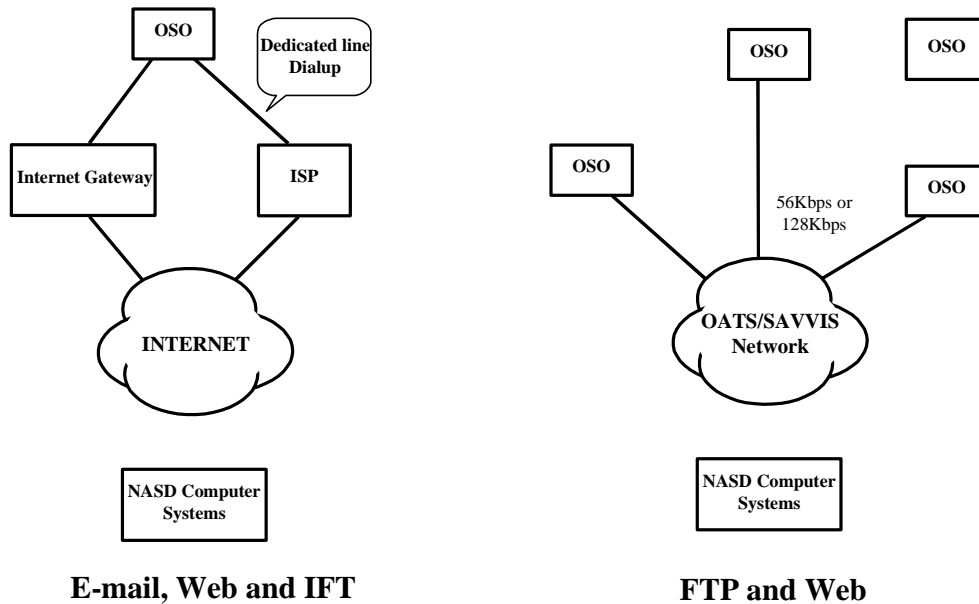 OSO
Dedicated line
Dialup
Internet Gateway
ISP
INTERNET
NASD Computer
Systems
E-mail, Web and IFT
OSO
OSO
OSO
OSO
56Kbps or
128Kbps
OATS/SAVVIS
Network
NASD Computer
Systems
FTP and Web